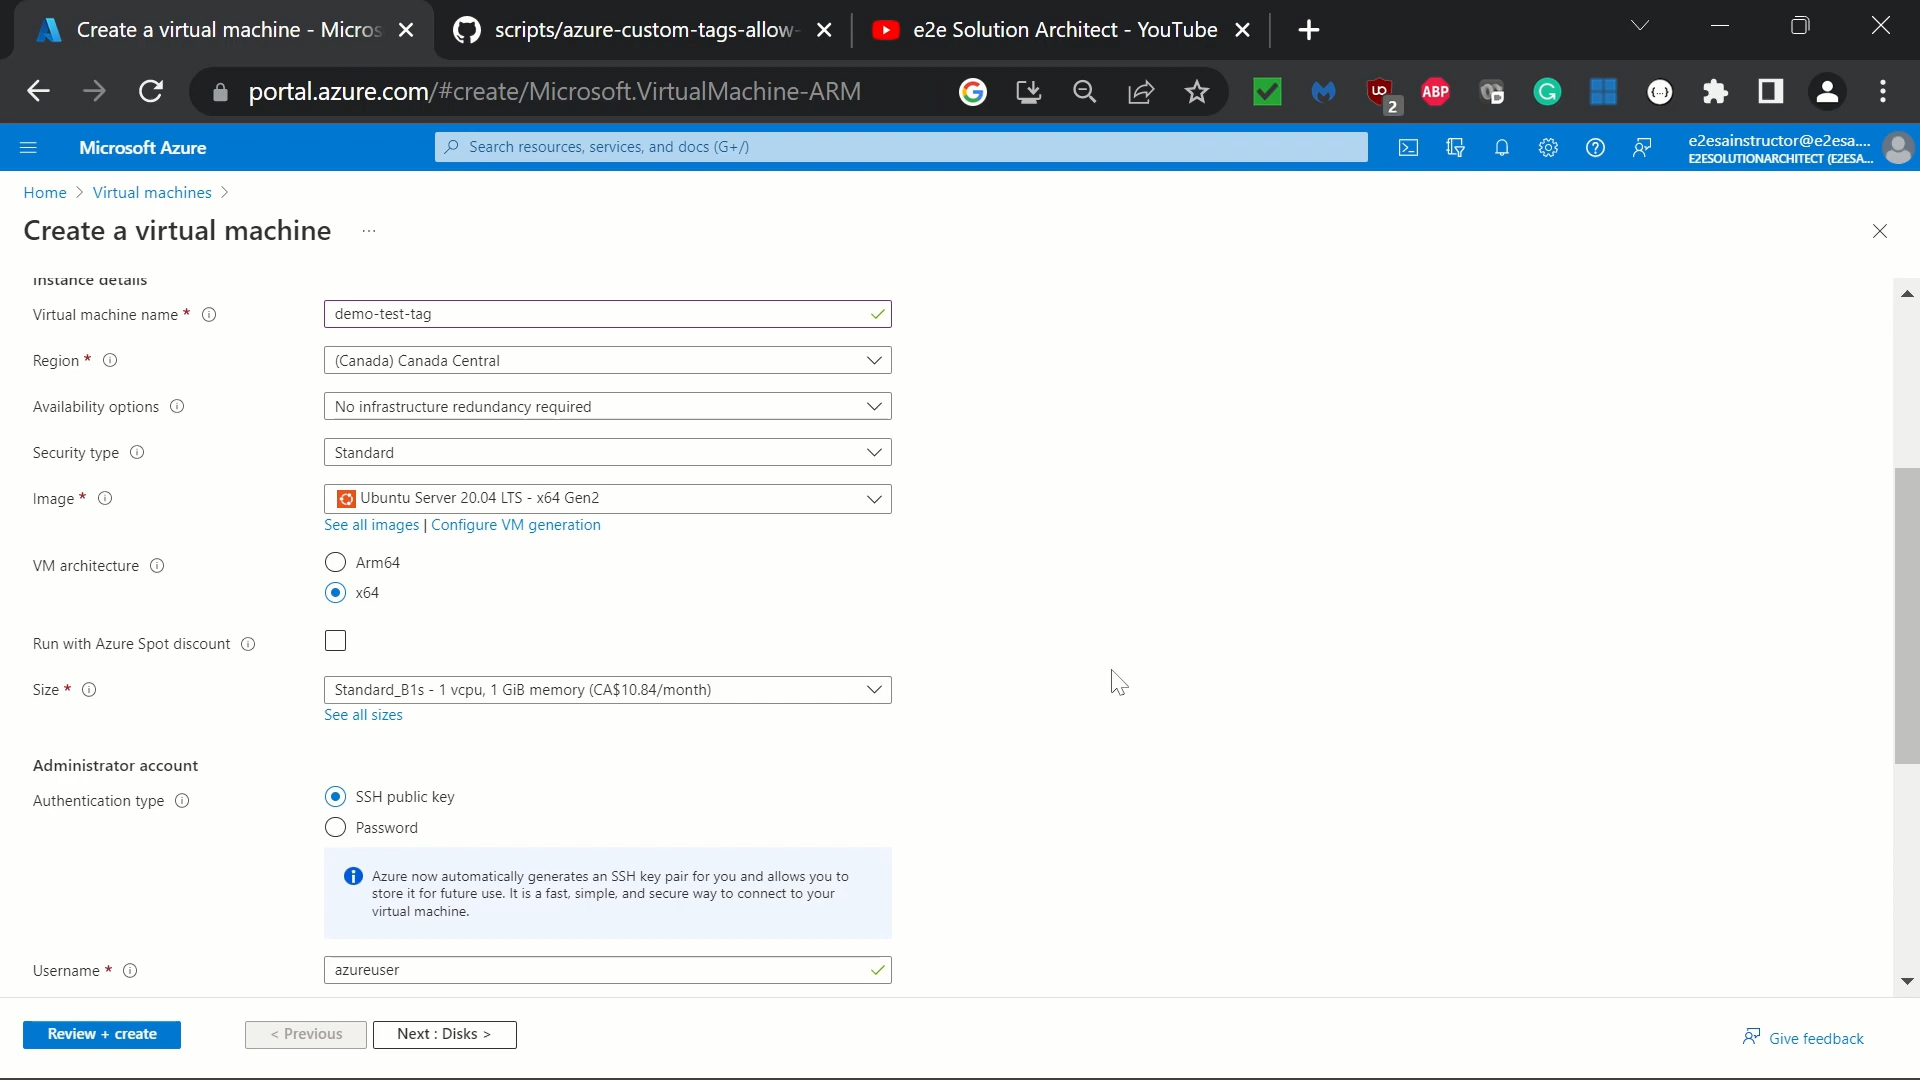 Create a virtual machine - Micros
scripts/azure-custom-tags-allow-
e2e Solution Architect - YouTube
portal.azure.com/#create/Microsoft.VirtualMachine-ARM
2
ABP
Microsoft Azure
Search resources, services, and docs (G+/)
e2esainstructor@e2esa....
E2ESOLUTIONARCHITECT (E2ESA...
Home > Virtual machines >
Create a virtual machine ...
Instance details
Virtual machine name *
demo-test-tag
Region *
(Canada) Canada Central
Availability options
No infrastructure redundancy required
Security type
Standard
Image *
Ubuntu Server 20.04 LTS - x64 Gen2
See all images | Configure VM generation
VM architecture
Arm64
x64
Run with Azure Spot discount
Size *
Standard_B1s - 1 vcpu, 1 GiB memory (CA$10.84/month)
See all sizes
Administrator account
Authentication type
SSH public key
Password
Azure now automatically generates an SSH key pair for you and allows you to
store it for future use. It is a fast, simple, and secure way to connect to your
virtual machine.
Username *
azureuser
Review + create
< Previous
Next : Disks >
Give feedback